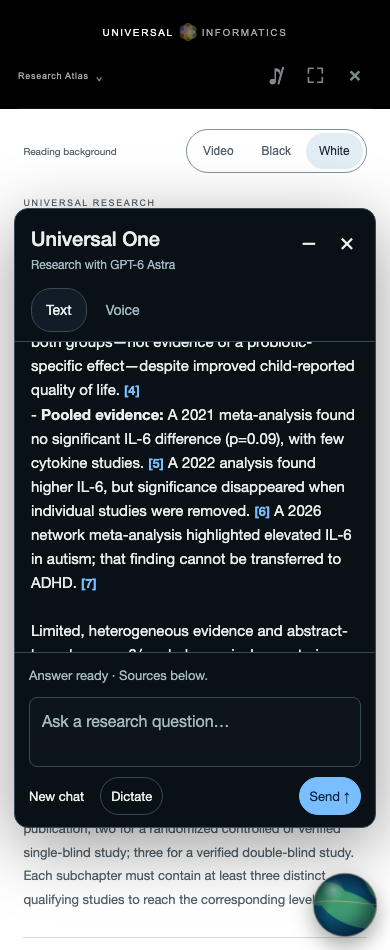 UNIVERSAL INFORMATICS
Research Atlas
Reading background
Video Black White
UNIVERSAL RESEARCH
Universal One
Research with GPT-6 Astra
Text Voice
both groups—not evidence of a probiotic-
specific effect—despite improved child-reported
quality of life. [4]
- Pooled evidence: A 2021 meta-analysis found
no significant IL-6 difference (p=0.09), with few
cytokine studies. [5] A 2022 analysis found
higher IL-6, but significance disappeared when
individual studies were removed. [6] A 2026
network meta-analysis highlighted elevated IL-6
in autism; that finding cannot be transferred to
ADHD. [7]
Limited, heterogeneous evidence and abstract-
Answer ready · Sources below.
Ask a research question…
New chat Dictate Send ↑
publication, two for a randomized controlled or verified
single-blind study; three for a verified double-blind study.
Each subchapter must contain at least three distinct
qualifying studies to reach the corresponding level